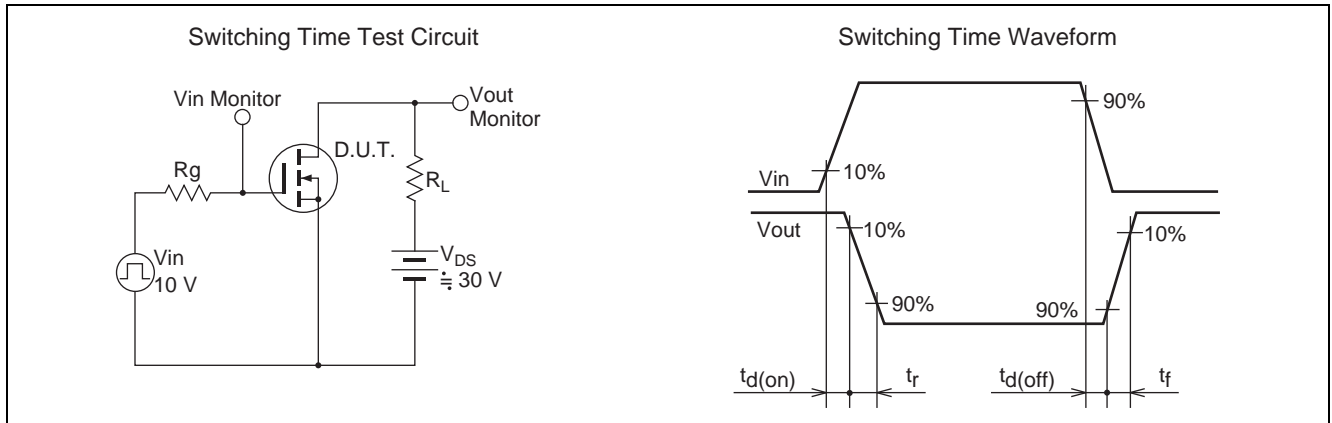 Switching Time Test Circuit
Vin Monitor
Vout
Monitor
D.U.T.
Rg
RL
Vin
10 V
VDS
≒ 30 V
Switching Time Waveform
90%
Vin
10%
Vout
10%
10%
90%
90%
td(on)
tr
td(off)
tf